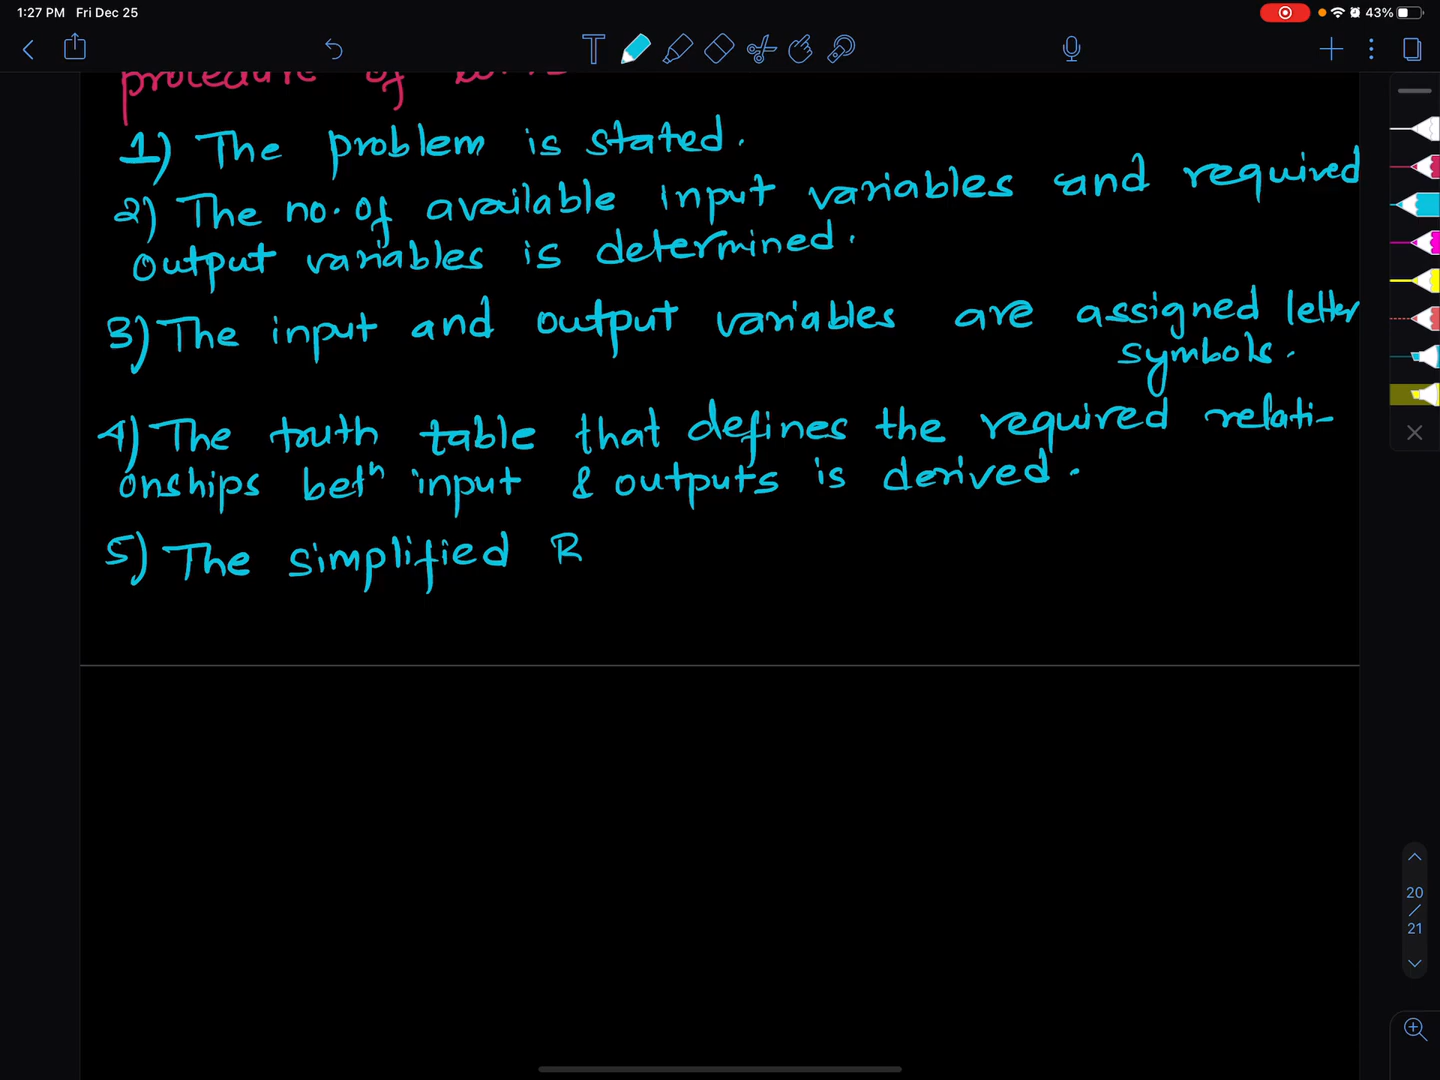 1:27 PM Fri Dec 25
43%
procedure of
1) The problem is stated.
2) The no. of available input variables and required
output variables is determined.
3) The input and output variables are assigned letter
symbols.
4) The truth table that defines the required relati-
onships betn input & outputs is derived.
5) The simplified B
20
/
21